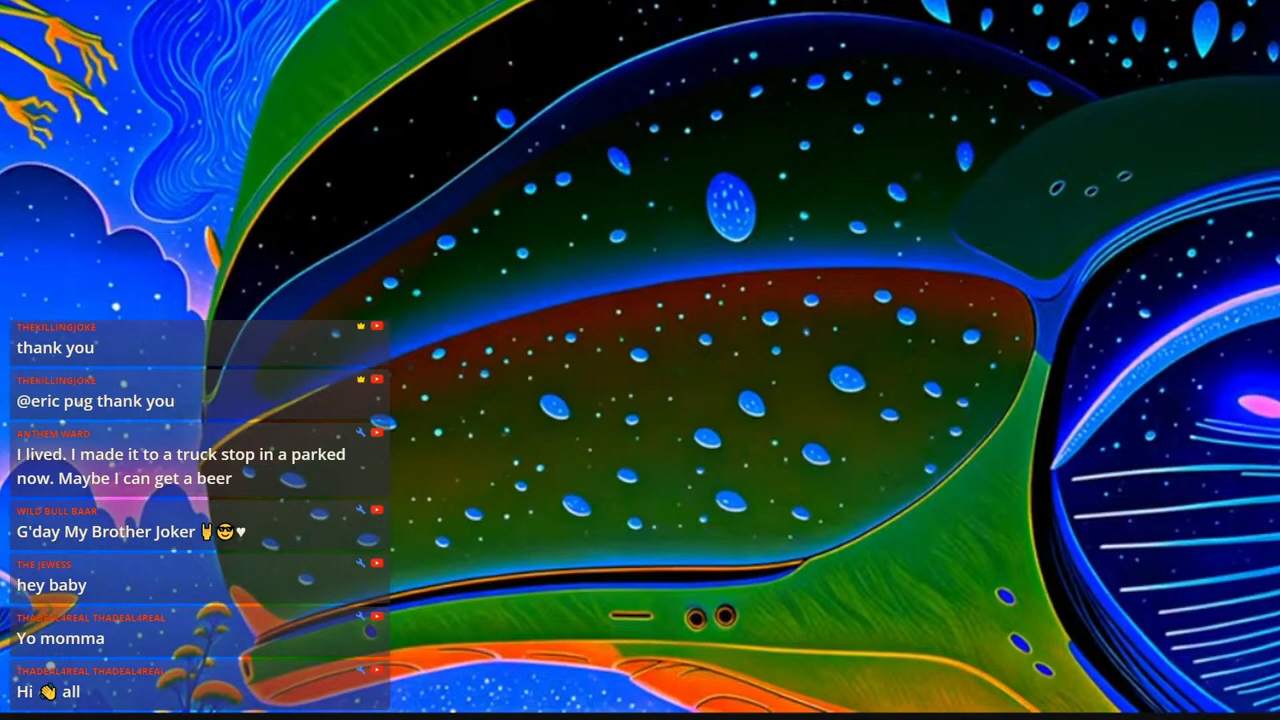 THEKILLINGJOKE
thank you
THEKILLINGJOKE
@eric pug thank you
ANTHEM WARD
I lived. I made it to a truck stop in a parked
now. Maybe I can get a beer
WILD BULL BAAR
G'day My Brother Joker 🤘😎♥
THE JEWESS
hey baby
THADEAL4REAL THADEAL4REAL
Yo momma
THADEAL4REAL THADEAL4REAL
Hi 👋 all